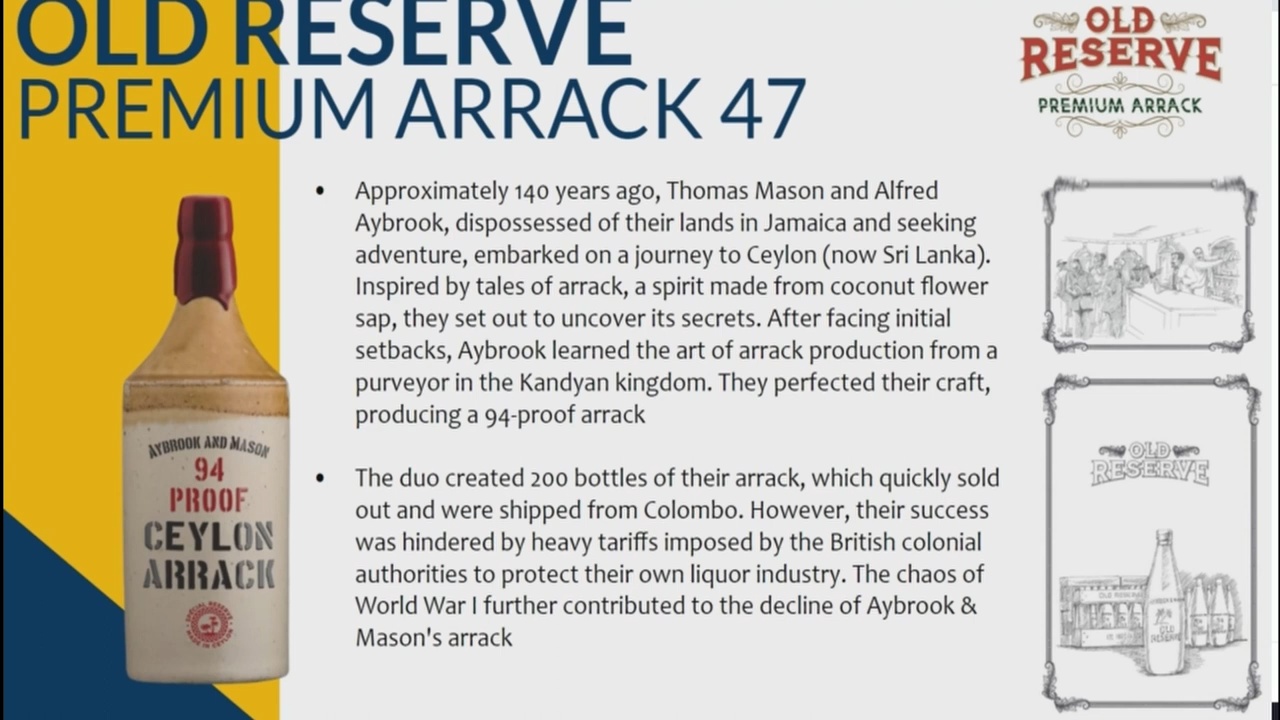 OLD RESERVE
PREMIUM ARRACK 47
OLD
RESERVE
PREMIUM ARRACK
• Approximately 140 years ago, Thomas Mason and Alfred
Aybrook, dispossessed of their lands in Jamaica and seeking
adventure, embarked on a journey to Ceylon (now Sri Lanka).
Inspired by tales of arrack, a spirit made from coconut flower
sap, they set out to uncover its secrets. After facing initial
setbacks, Aybrook learned the art of arrack production from a
purveyor in the Kandyan kingdom. They perfected their craft,
producing a 94-proof arrack
• The duo created 200 bottles of their arrack, which quickly sold
out and were shipped from Colombo. However, their success
was hindered by heavy tariffs imposed by the British colonial
authorities to protect their own liquor industry. The chaos of
World War I further contributed to the decline of Aybrook &
Mason's arrack
AYBROOK AND MASON
94
PROOF
CEYLON
ARRACK
SPECIAL RESERVE
MADE IN CEYLON
OLD
RESERVE
OLD
RESERVE